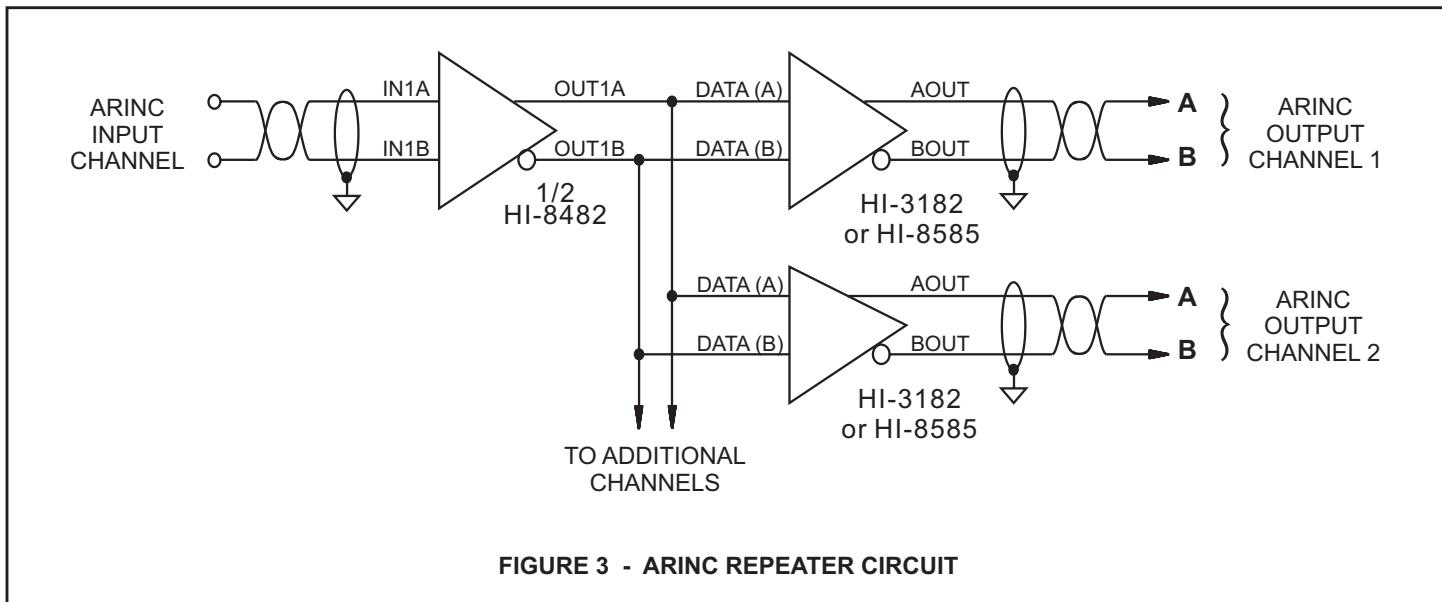 ARINC
INPUT
CHANNEL
IN1A
IN1B
OUT1A
OUT1B
1/2
HI-8482
DATA (A)
DATA (B)
AOUT
BOUT
HI-3182
or HI-8585
A
B
ARINC
OUTPUT
CHANNEL 1
DATA (A)
DATA (B)
AOUT
BOUT
HI-3182
or HI-8585
A
B
ARINC
OUTPUT
CHANNEL 2
TO ADDITIONAL
CHANNELS
FIGURE 3 - ARINC REPEATER CIRCUIT